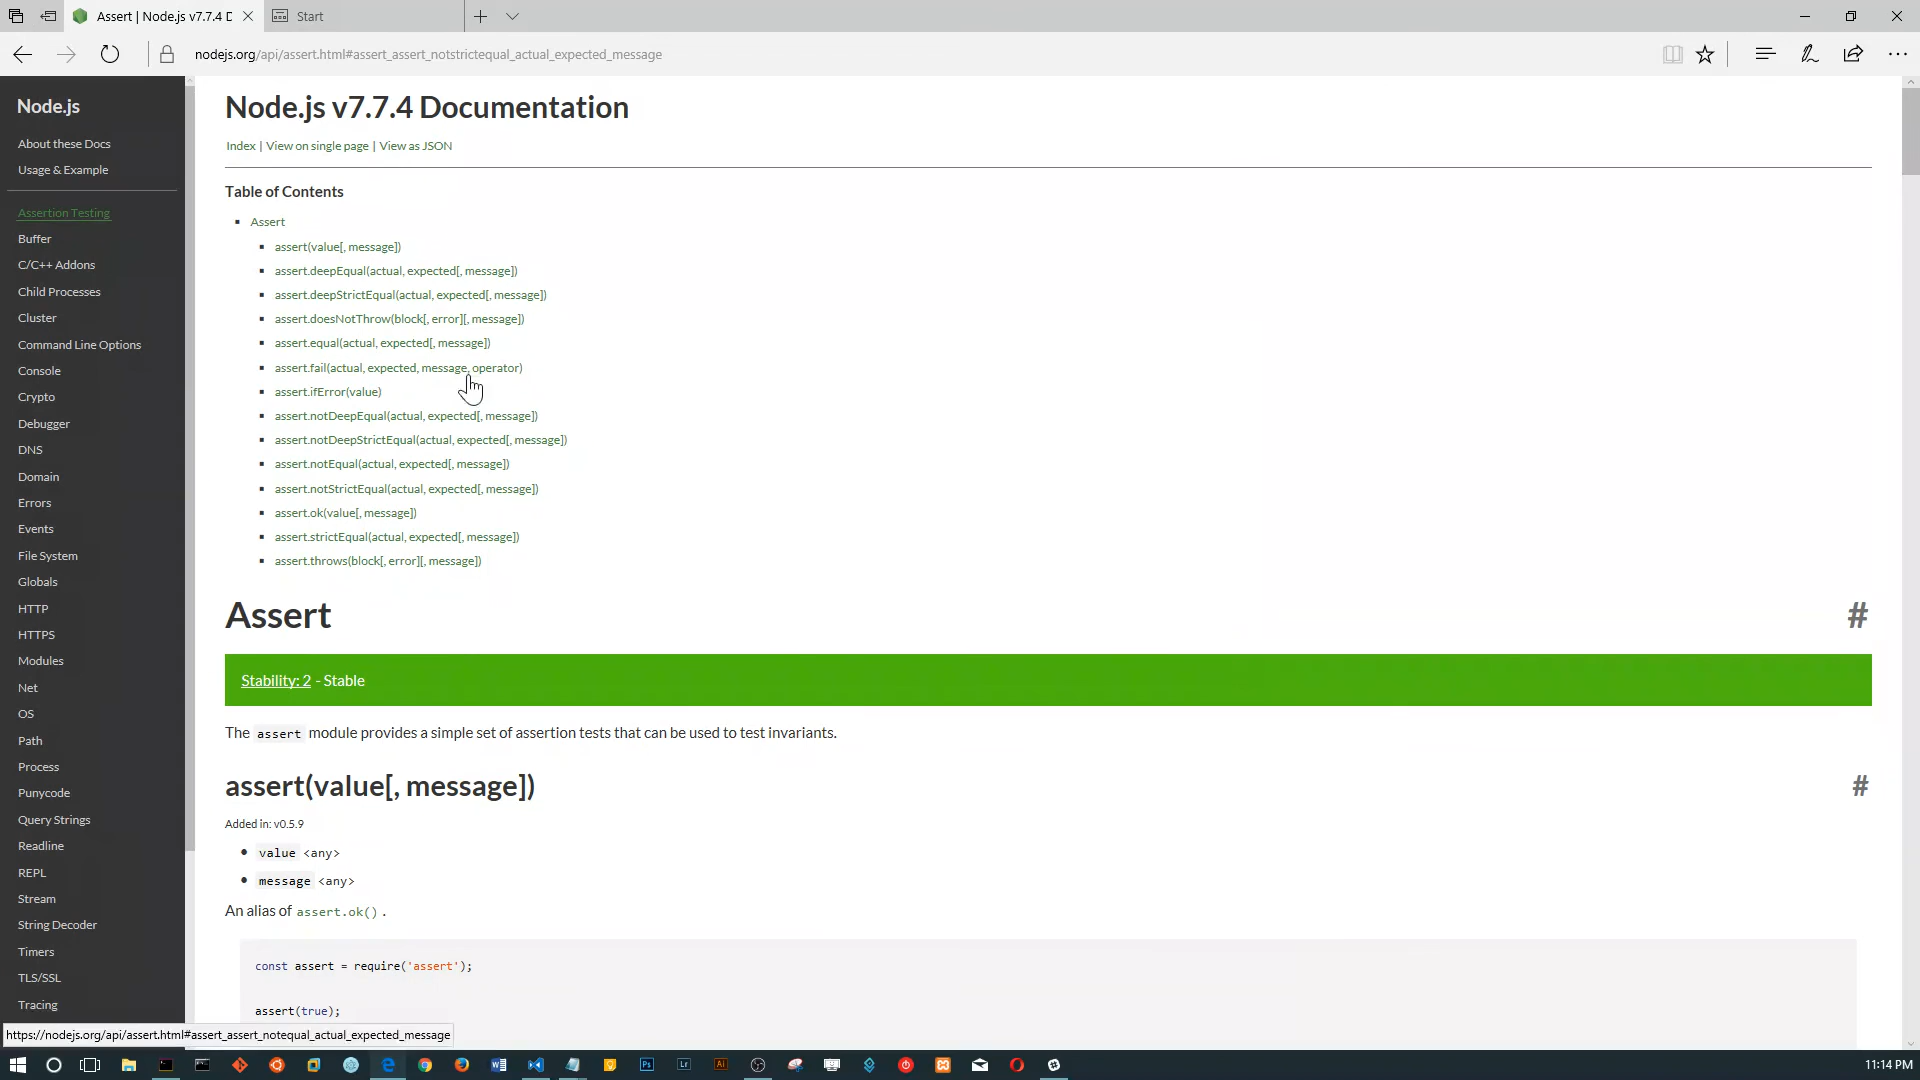 Assert | Node.js v7.7.4 D
Start
nodejs.org/api/assert.html#assert_assert_notstrictequal_actual_expected_message
Node.js
About these Docs
Usage & Example
Assertion Testing
Buffer
C/C++ Addons
Child Processes
Cluster
Command Line Options
Console
Crypto
Debugger
DNS
Domain
Errors
Events
File System
Globals
HTTP
HTTPS
Modules
Net
OS
Path
Process
Punycode
Query Strings
Readline
REPL
Stream
String Decoder
Timers
TLS/SSL
Tracing
Node.js v7.7.4 Documentation
Index | View on single page | View as JSON
Table of Contents
Assert
assert(value[, message])
assert.deepEqual(actual, expected[, message])
assert.deepStrictEqual(actual, expected[, message])
assert.doesNotThrow(block[, error][, message])
assert.equal(actual, expected[, message])
assert.fail(actual, expected, message, operator)
assert.ifError(value)
assert.notDeepEqual(actual, expected[, message])
assert.notDeepStrictEqual(actual, expected[, message])
assert.notEqual(actual, expected[, message])
assert.notStrictEqual(actual, expected[, message])
assert.ok(value[, message])
assert.strictEqual(actual, expected[, message])
assert.throws(block[, error][, message])
Assert #
Stability: 2 - Stable
The assert module provides a simple set of assertion tests that can be used to test invariants.
assert(value[, message]) #
Added in: v0.5.9
value <any>
message <any>
An alias of assert.ok() .
const assert = require('assert');
assert(true);
https://nodejs.org/api/assert.html#assert_assert_notequal_actual_expected_message
Ps
Lr
Ai
11:14 PM